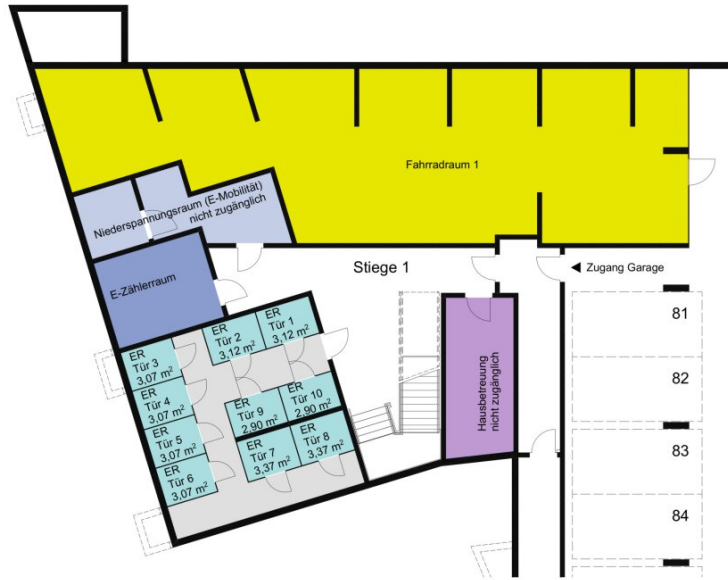 Fahrradraum 1
Niederspannungsraum (E-Mobilität)
nicht zugänglich
E-Zählerraum
Stiege 1
Zugang Garage
81
82
83
84
Hausbetreuung
nicht zugänglich
ER
Tür 1
3,12 m²
ER
Tür 2
3,12 m²
ER
Tür 3
3,07 m²
ER
Tür 4
3,07 m²
ER
Tür 5
3,07 m²
ER
Tür 6
3,07 m²
ER
Tür 9
2,90 m²
ER
Tür 10
2,90 m²
ER
Tür 7
3,37 m²
ER
Tür 8
3,37 m²